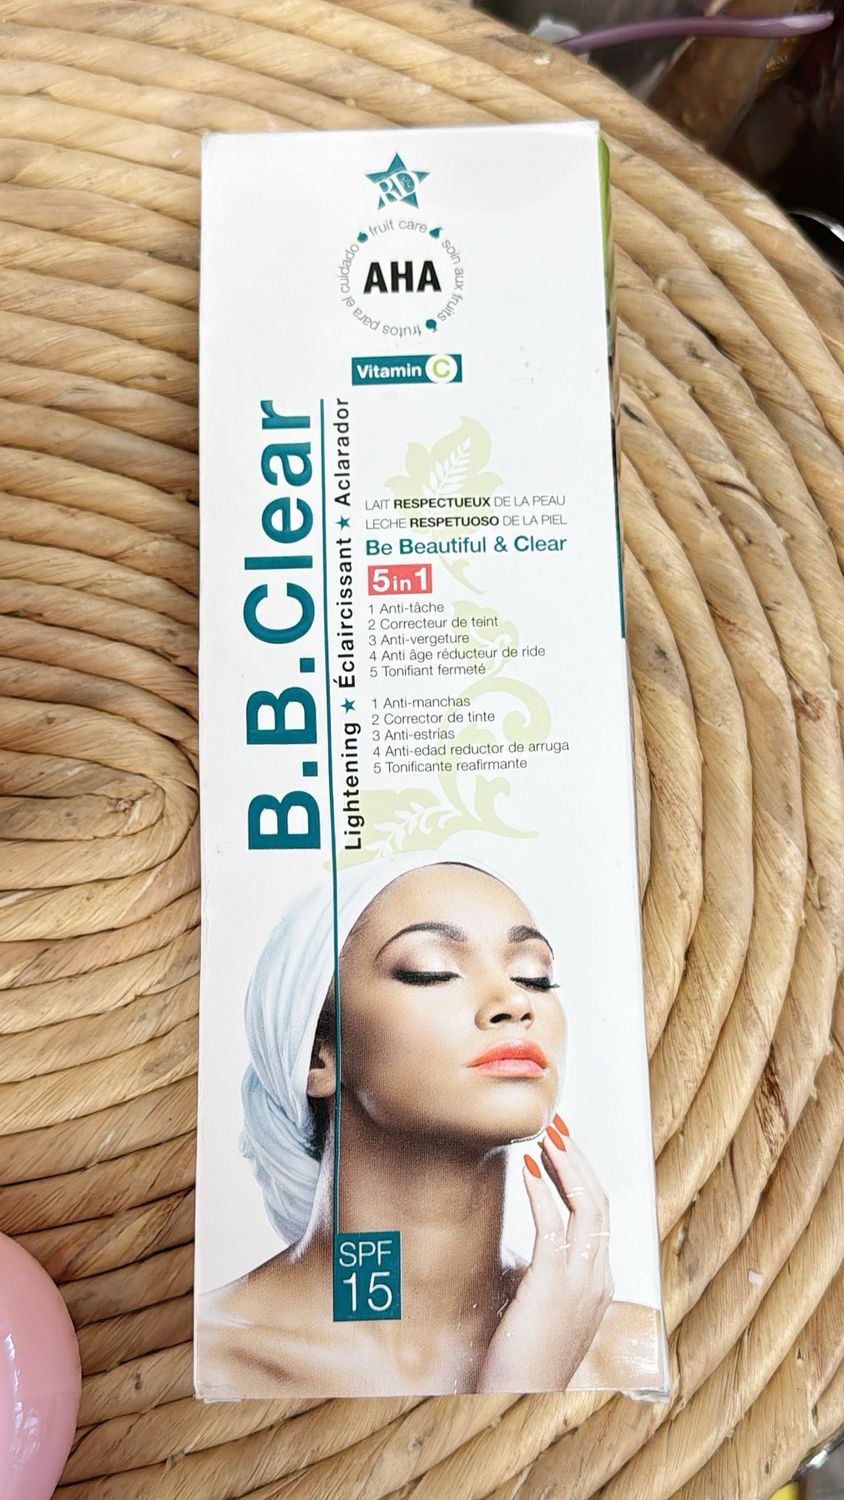 RD
fruit care
soin aux fruits
frutos para el cuidado
AHA
Vitamin C
B.B.Clear
Lightening ★ Éclaircissant ★ Aclarador
LAIT RESPECTUEUX DE LA PEAU
LECHE RESPETUOSO DE LA PIEL
Be Beautiful & Clear
5in1
1 Anti-tâche
2 Correcteur de teint
3 Anti-vergeture
4 Anti âge réducteur de ride
5 Tonifiant fermeté
1 Anti-manchas
2 Corrector de tinte
3 Anti-estrías
4 Anti-edad reductor de arruga
5 Tonificante reafirmante
SPF
15